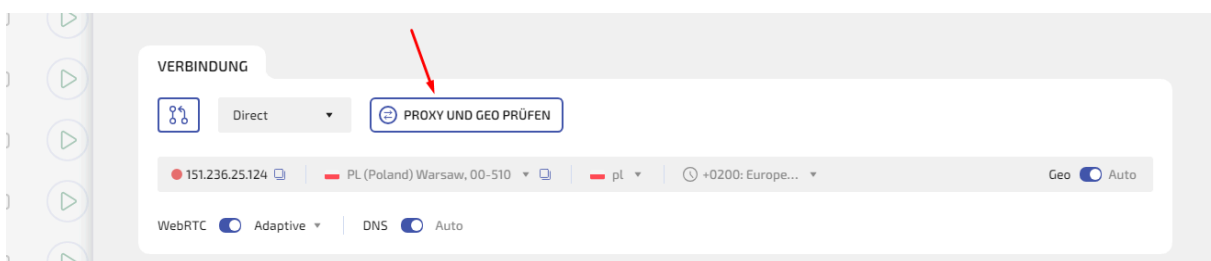 VERBINDUNG
Direct PROXY UND GEO PRÜFEN
151.236.25.124 PL (Poland) Warsaw, 00-510 pl +0200: Europe... Geo Auto
WebRTC Adaptive DNS Auto